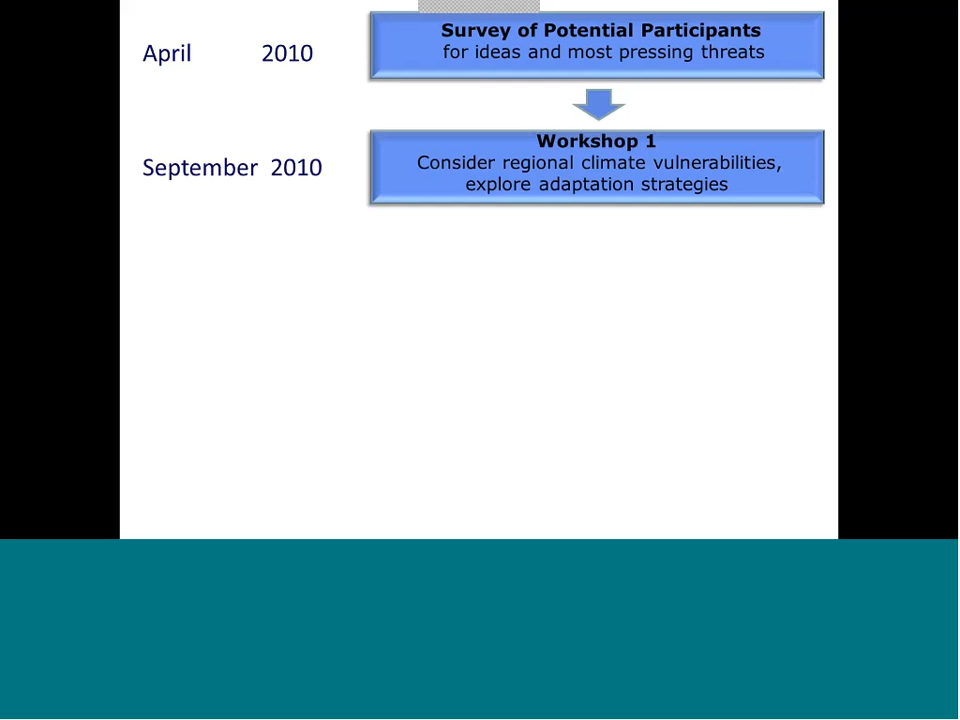 April 2010
Survey of Potential Participants
for ideas and most pressing threats
September 2010
Workshop 1
Consider regional climate vulnerabilities,
explore adaptation strategies